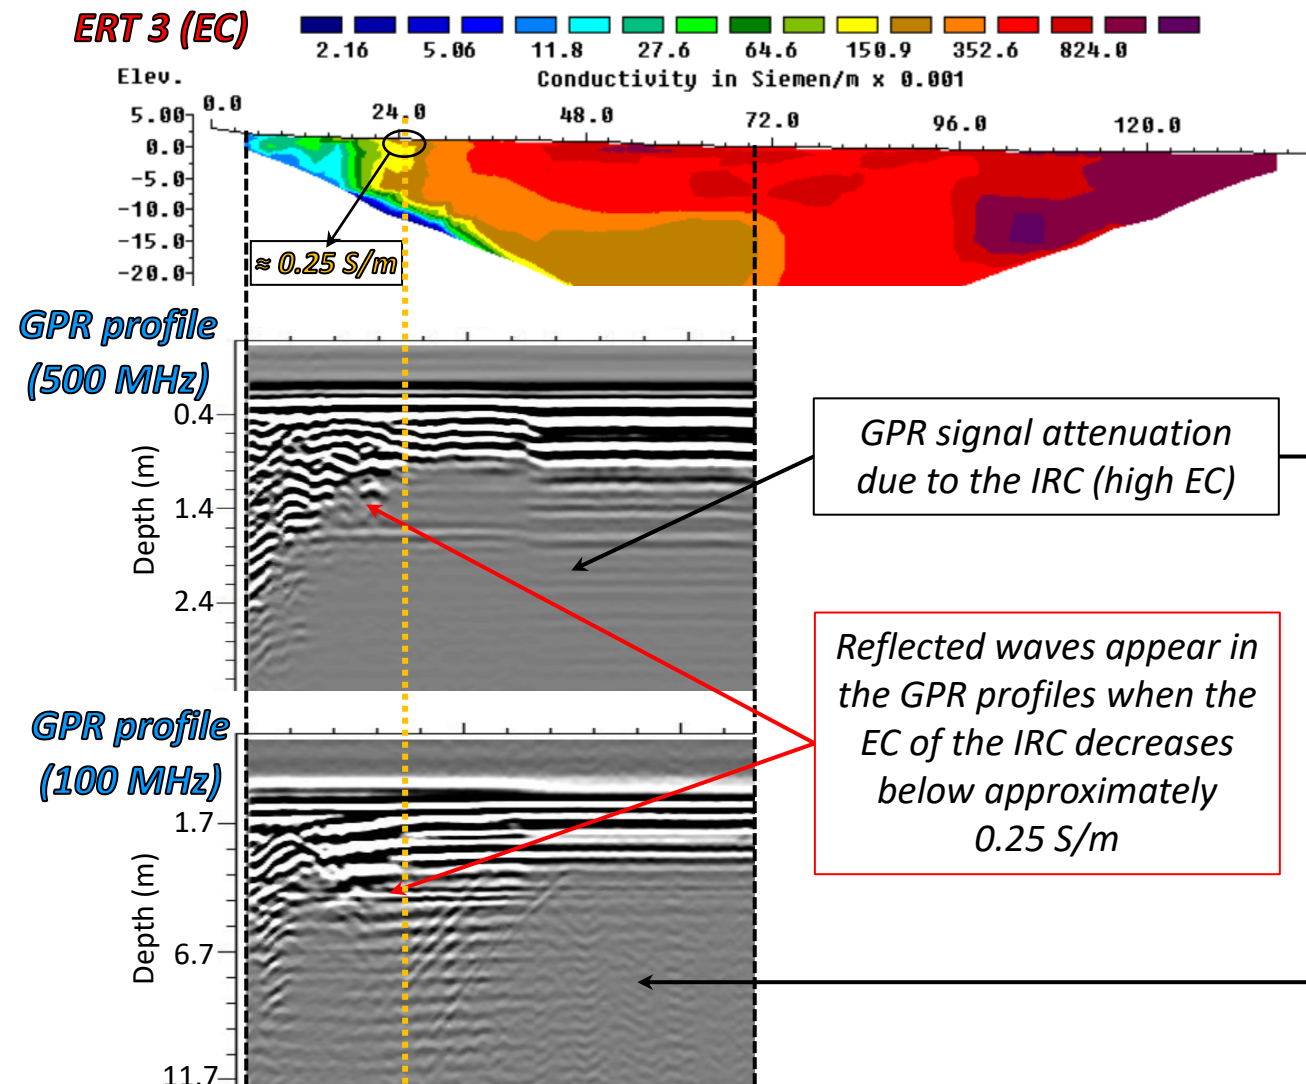 ERT 3 (EC)
2.16 5.06 11.8 27.6 64.6 150.9 352.6 824.0
Elev. Conductivity in Siemen/m x 0.001
0.0 24.0 48.0 72.0 96.0 120.0
5.00
0.0
-5.0
-10.0
-15.0
-20.0
≈ 0.25 S/m
GPR profile
(500 MHz)
Depth (m)
0.4
1.4
2.4
GPR signal attenuation
due to the IRC (high EC)
Reflected waves appear in
the GPR profiles when the
EC of the IRC decreases
below approximately
0.25 S/m
GPR profile
(100 MHz)
Depth (m)
1.7
6.7
11.7